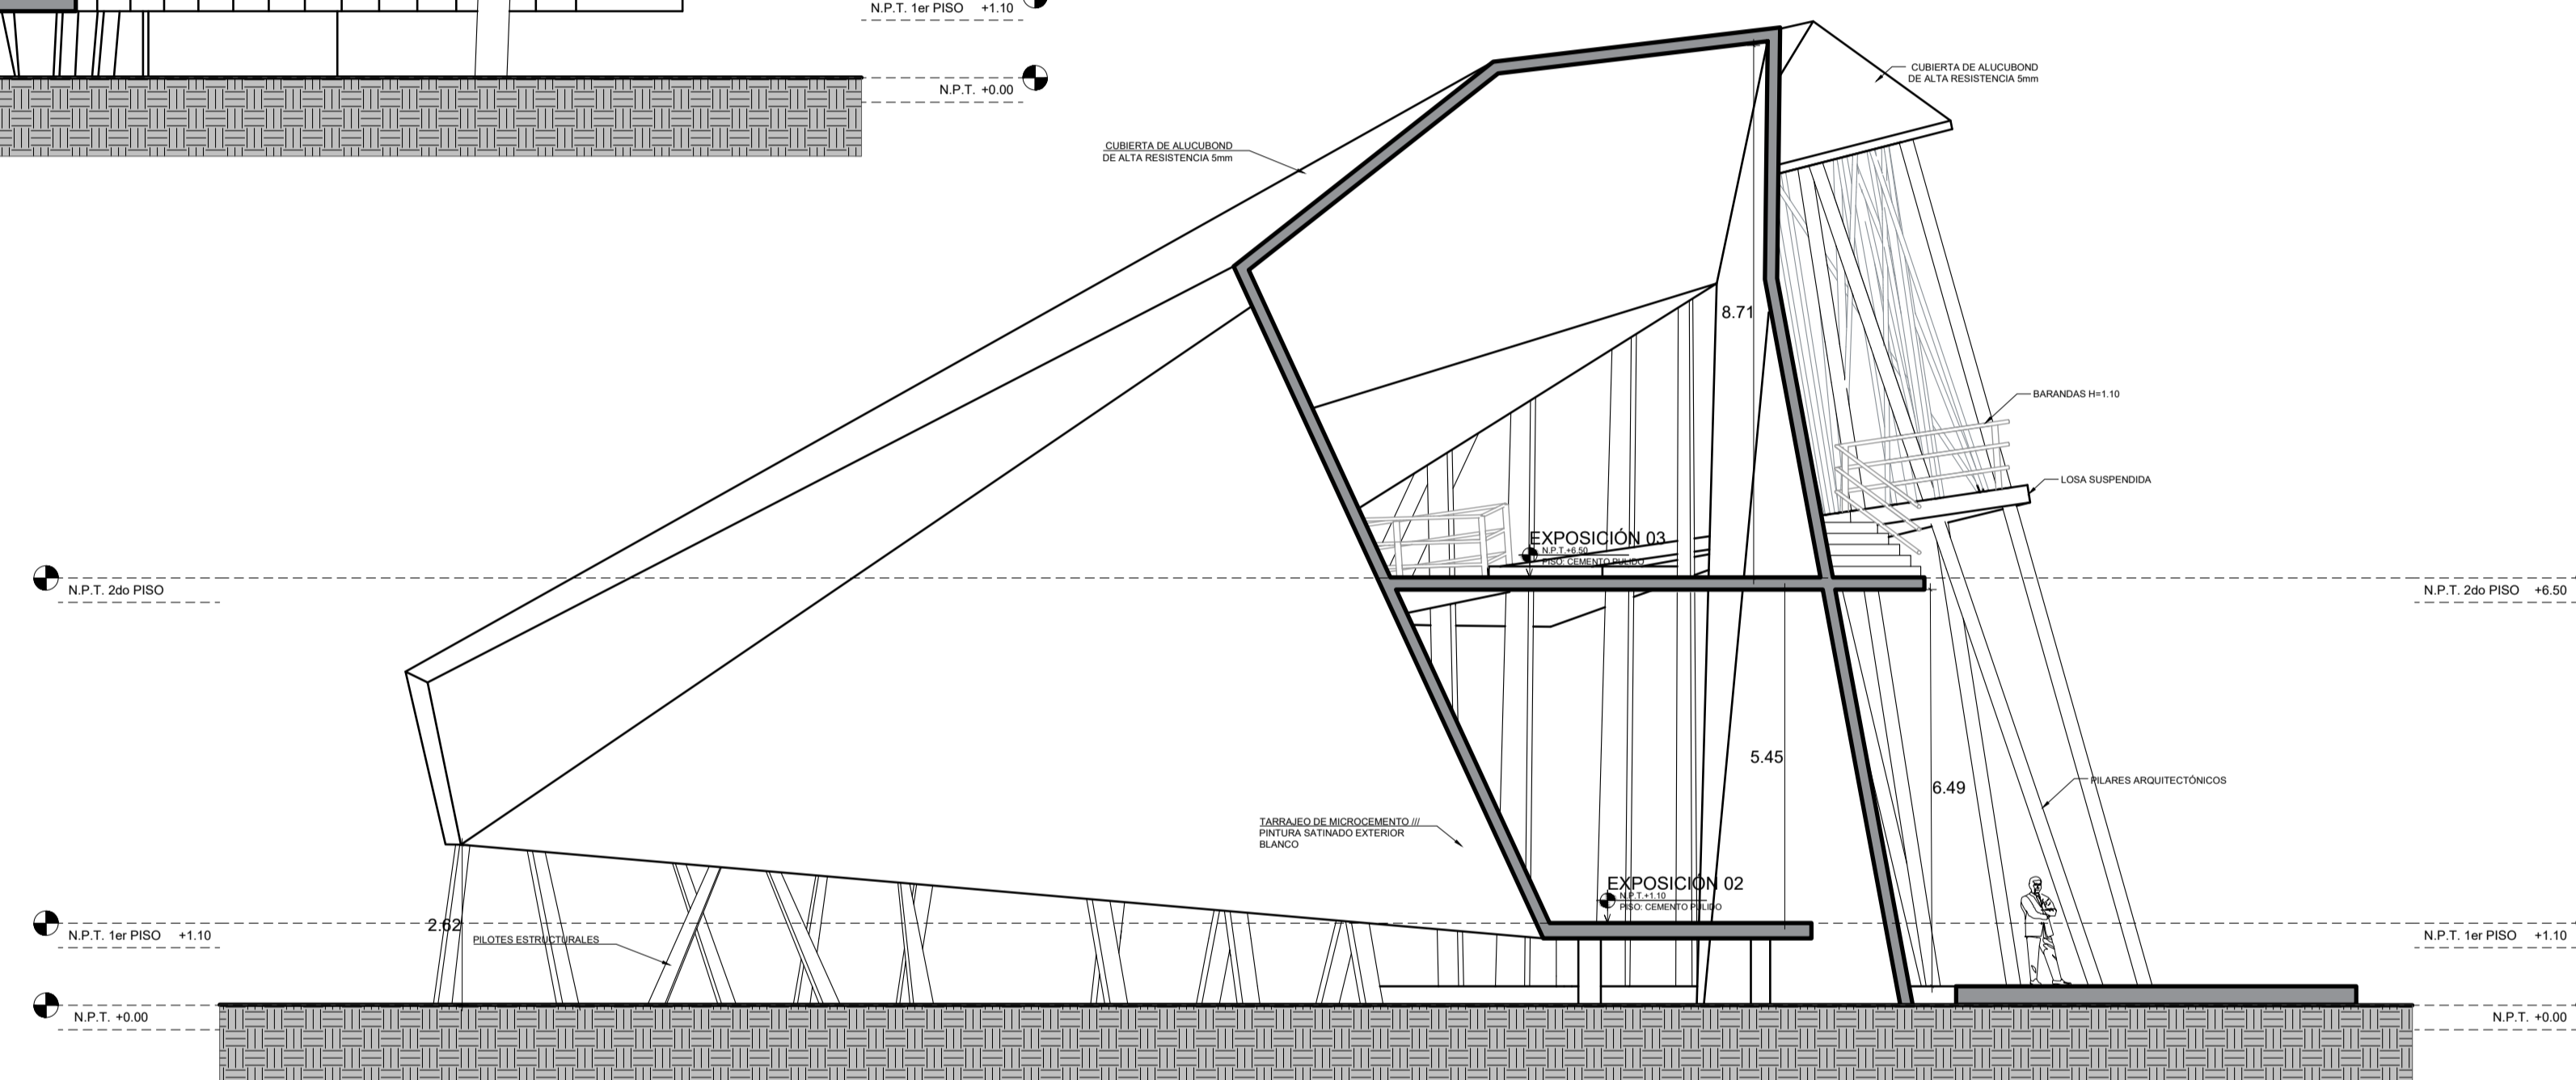 N.P.T. 1er PISO +1.10
N.P.T. +0.00
CUBIERTA DE ALUCUBOND
DE ALTA RESISTENCIA 5mm
CUBIERTA DE ALUCUBOND
DE ALTA RESISTENCIA 5mm
8.71
BARANDAS H=1.10
LOSA SUSPENDIDA
EXPOSICIÓN 03
N.P.T.+6.50
PISO: CEMENTO PULIDO
N.P.T. 2do PISO
N.P.T. 2do PISO +6.50
5.45
6.49
PILARES ARQUITECTÓNICOS
TARRAJEO DE MICROCEMENTO ///
PINTURA SATINADO EXTERIOR
BLANCO
EXPOSICIÓN 02
N.P.T.+1.10
PISO: CEMENTO PULIDO
2.62
PILOTES ESTRUCTURALES
N.P.T. 1er PISO +1.10
N.P.T. 1er PISO +1.10
N.P.T. +0.00
N.P.T. +0.00